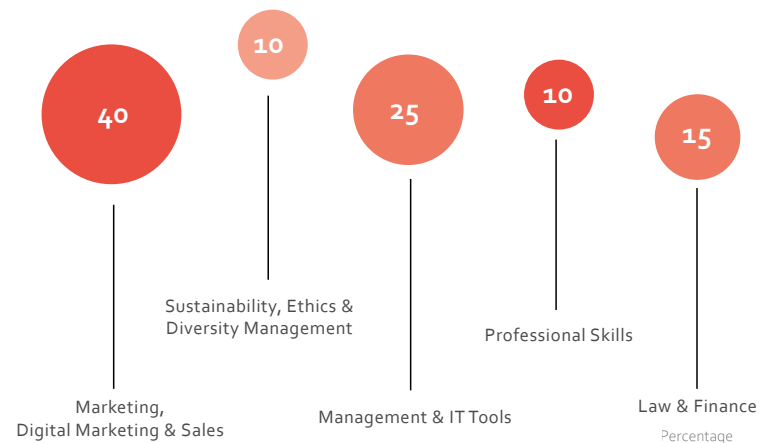 40
10
25
10
15
Sustainability, Ethics &
Diversity Management
Professional Skills
Marketing,
Digital Marketing & Sales
Management & IT Tools
Law & Finance
Percentage